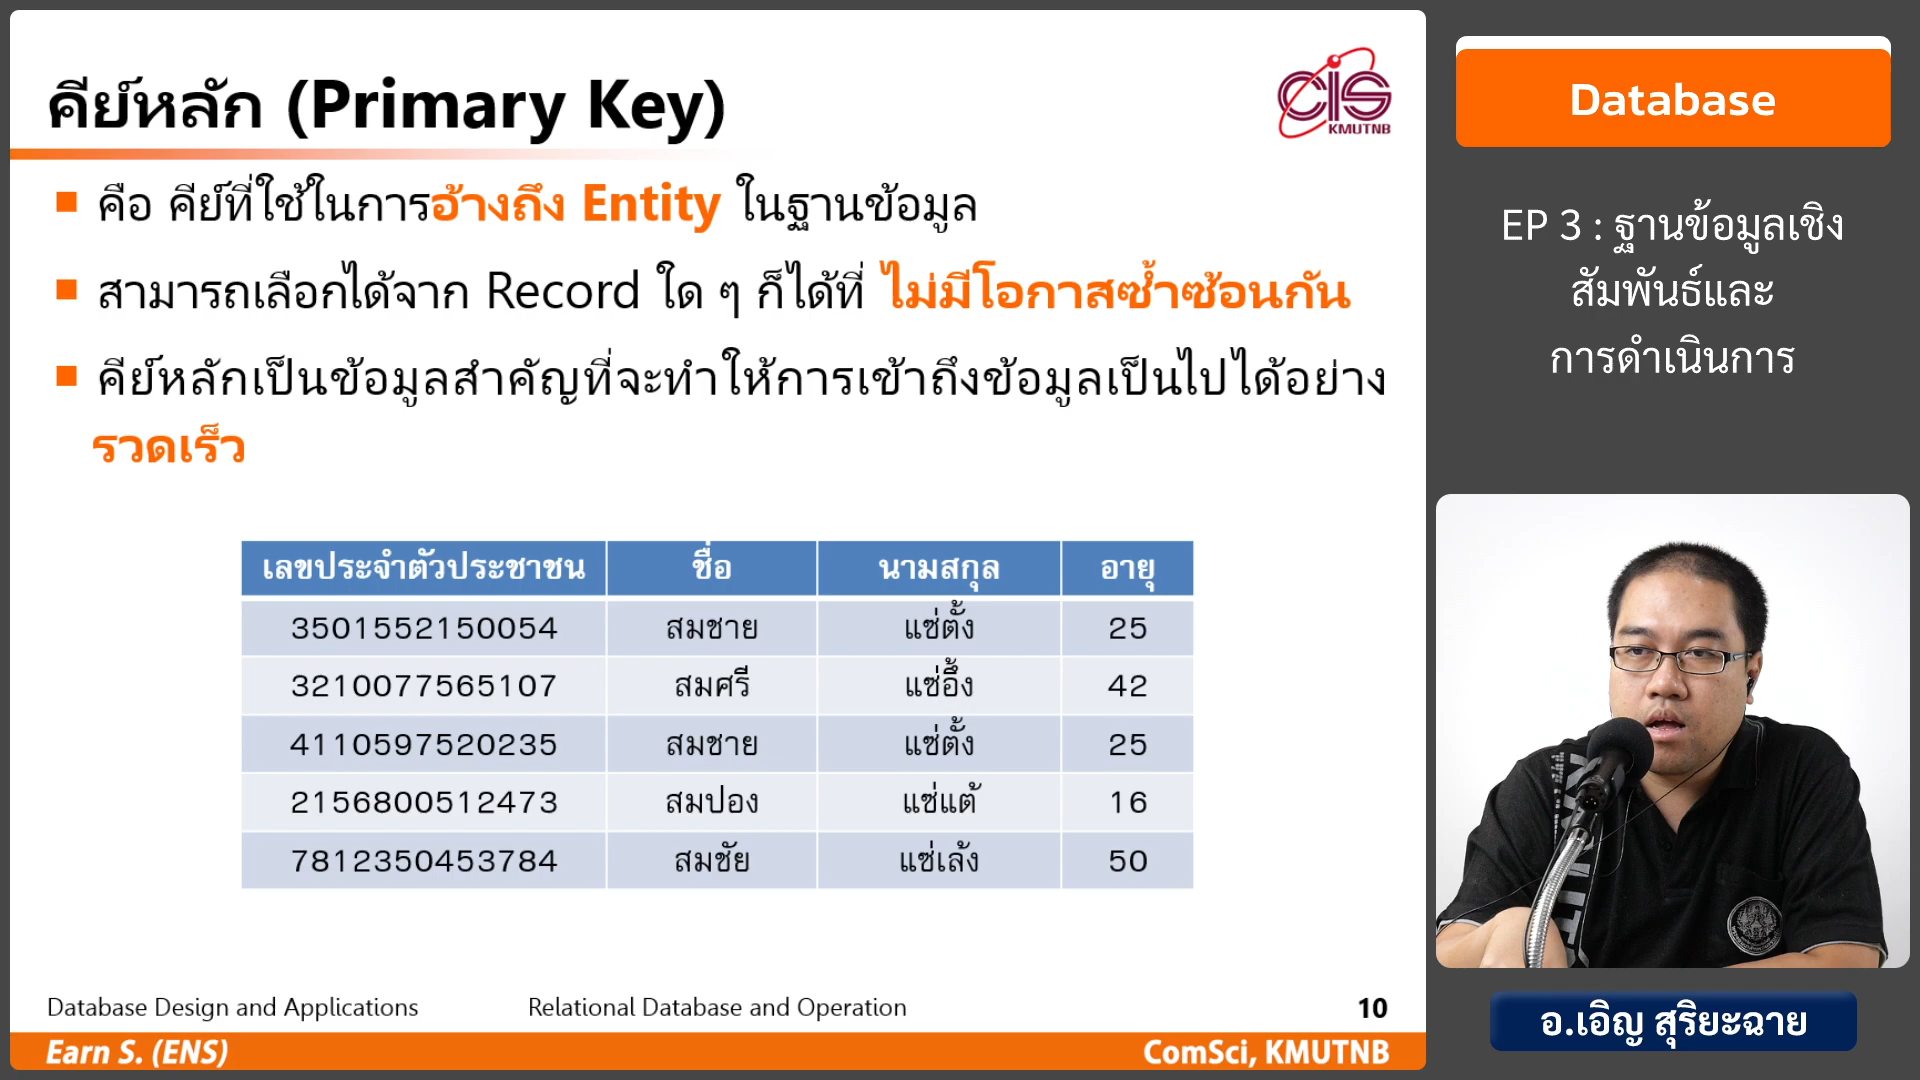 คีย์หลัก (Primary Key)
CIS
KMUTNB
คือ คีย์ที่ใช้ในการอ้างถึง Entity ในฐานข้อมูล
สามารถเลือกได้จาก Record ใด ๆ ก็ได้ที่ ไม่มีโอกาสซ้ำซ้อนกัน
คีย์หลักเป็นข้อมูลสำคัญที่จะทำให้การเข้าถึงข้อมูลเป็นไปได้อย่าง
รวดเร็ว
เลขประจำตัวประชาชน ชื่อ นามสกุล อายุ
3501552150054 สมชาย แซ่ตั้ง 25
3210077565107 สมศรี แซ่อึ้ง 42
4110597520235 สมชาย แซ่ตั้ง 25
2156800512473 สมปอง แซ่แต้ 16
7812350453784 สมชัย แซ่เล้ง 50
Database Design and Applications Relational Database and Operation 10
Earn S. (ENS) ComSci, KMUTNB
Database
EP 3 : ฐานข้อมูลเชิง
สัมพันธ์และ
การดำเนินการ
อ.เอิญ สุริยะฉาย